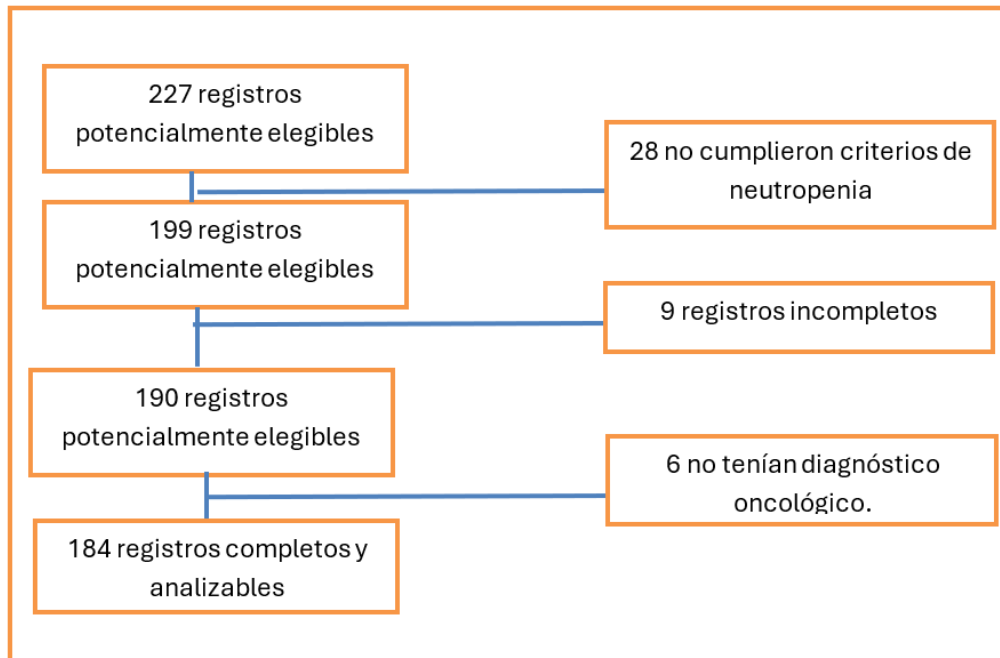 227 registros
potencialmente elegibles
28 no cumplieron criterios de
neutropenia
199 registros
potencialmente elegibles
9 registros incompletos
190 registros
potencialmente elegibles
6 no tenían diagnóstico
oncológico.
184 registros completos y
analizables